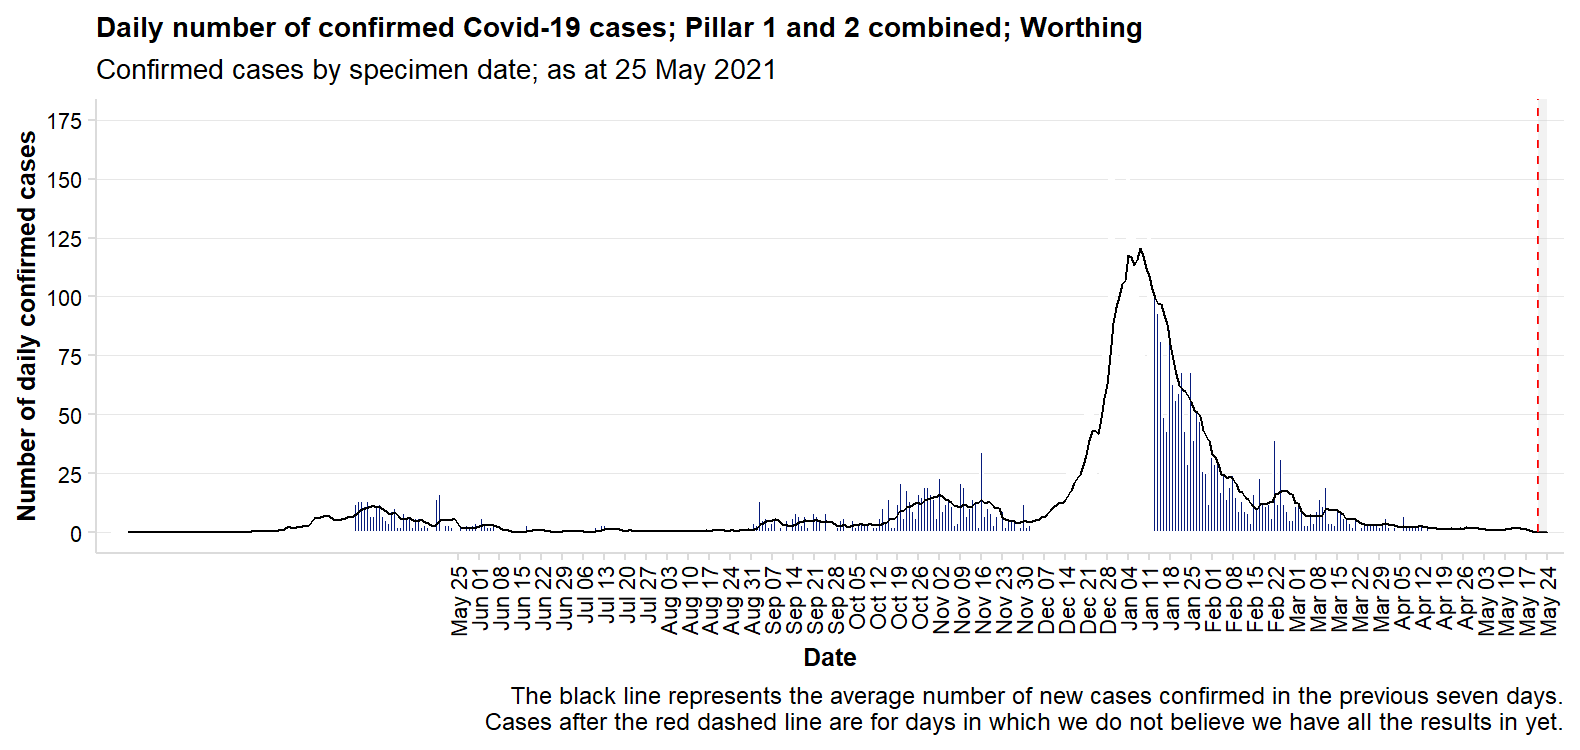 Daily number of confirmed Covid-19 cases; Pillar 1 and 2 combined; Worthing
Confirmed cases by specimen date; as at 25 May 2021
Number of daily confirmed cases
175
150
125
100
75
50
25
0
May 25
Jun 01
Jun 08
Jun 15
Jun 22
Jun 29
Jul 06
Jul 13
Jul 20
Jul 27
Aug 03
Aug 10
Aug 17
Aug 24
Aug 31
Sep 07
Sep 14
Sep 21
Sep 28
Oct 05
Oct 12
Oct 19
Oct 26
Nov 02
Nov 09
Nov 16
Nov 23
Nov 30
Dec 07
Dec 14
Dec 21
Dec 28
Jan 04
Jan 11
Jan 18
Jan 25
Feb 01
Feb 08
Feb 15
Feb 22
Mar 01
Mar 08
Mar 15
Mar 22
Mar 29
Apr 05
Apr 12
Apr 19
Apr 26
May 03
May 10
May 17
May 24
Date
The black line represents the average number of new cases confirmed in the previous seven days.
Cases after the red dashed line are for days in which we do not believe we have all the results in yet.